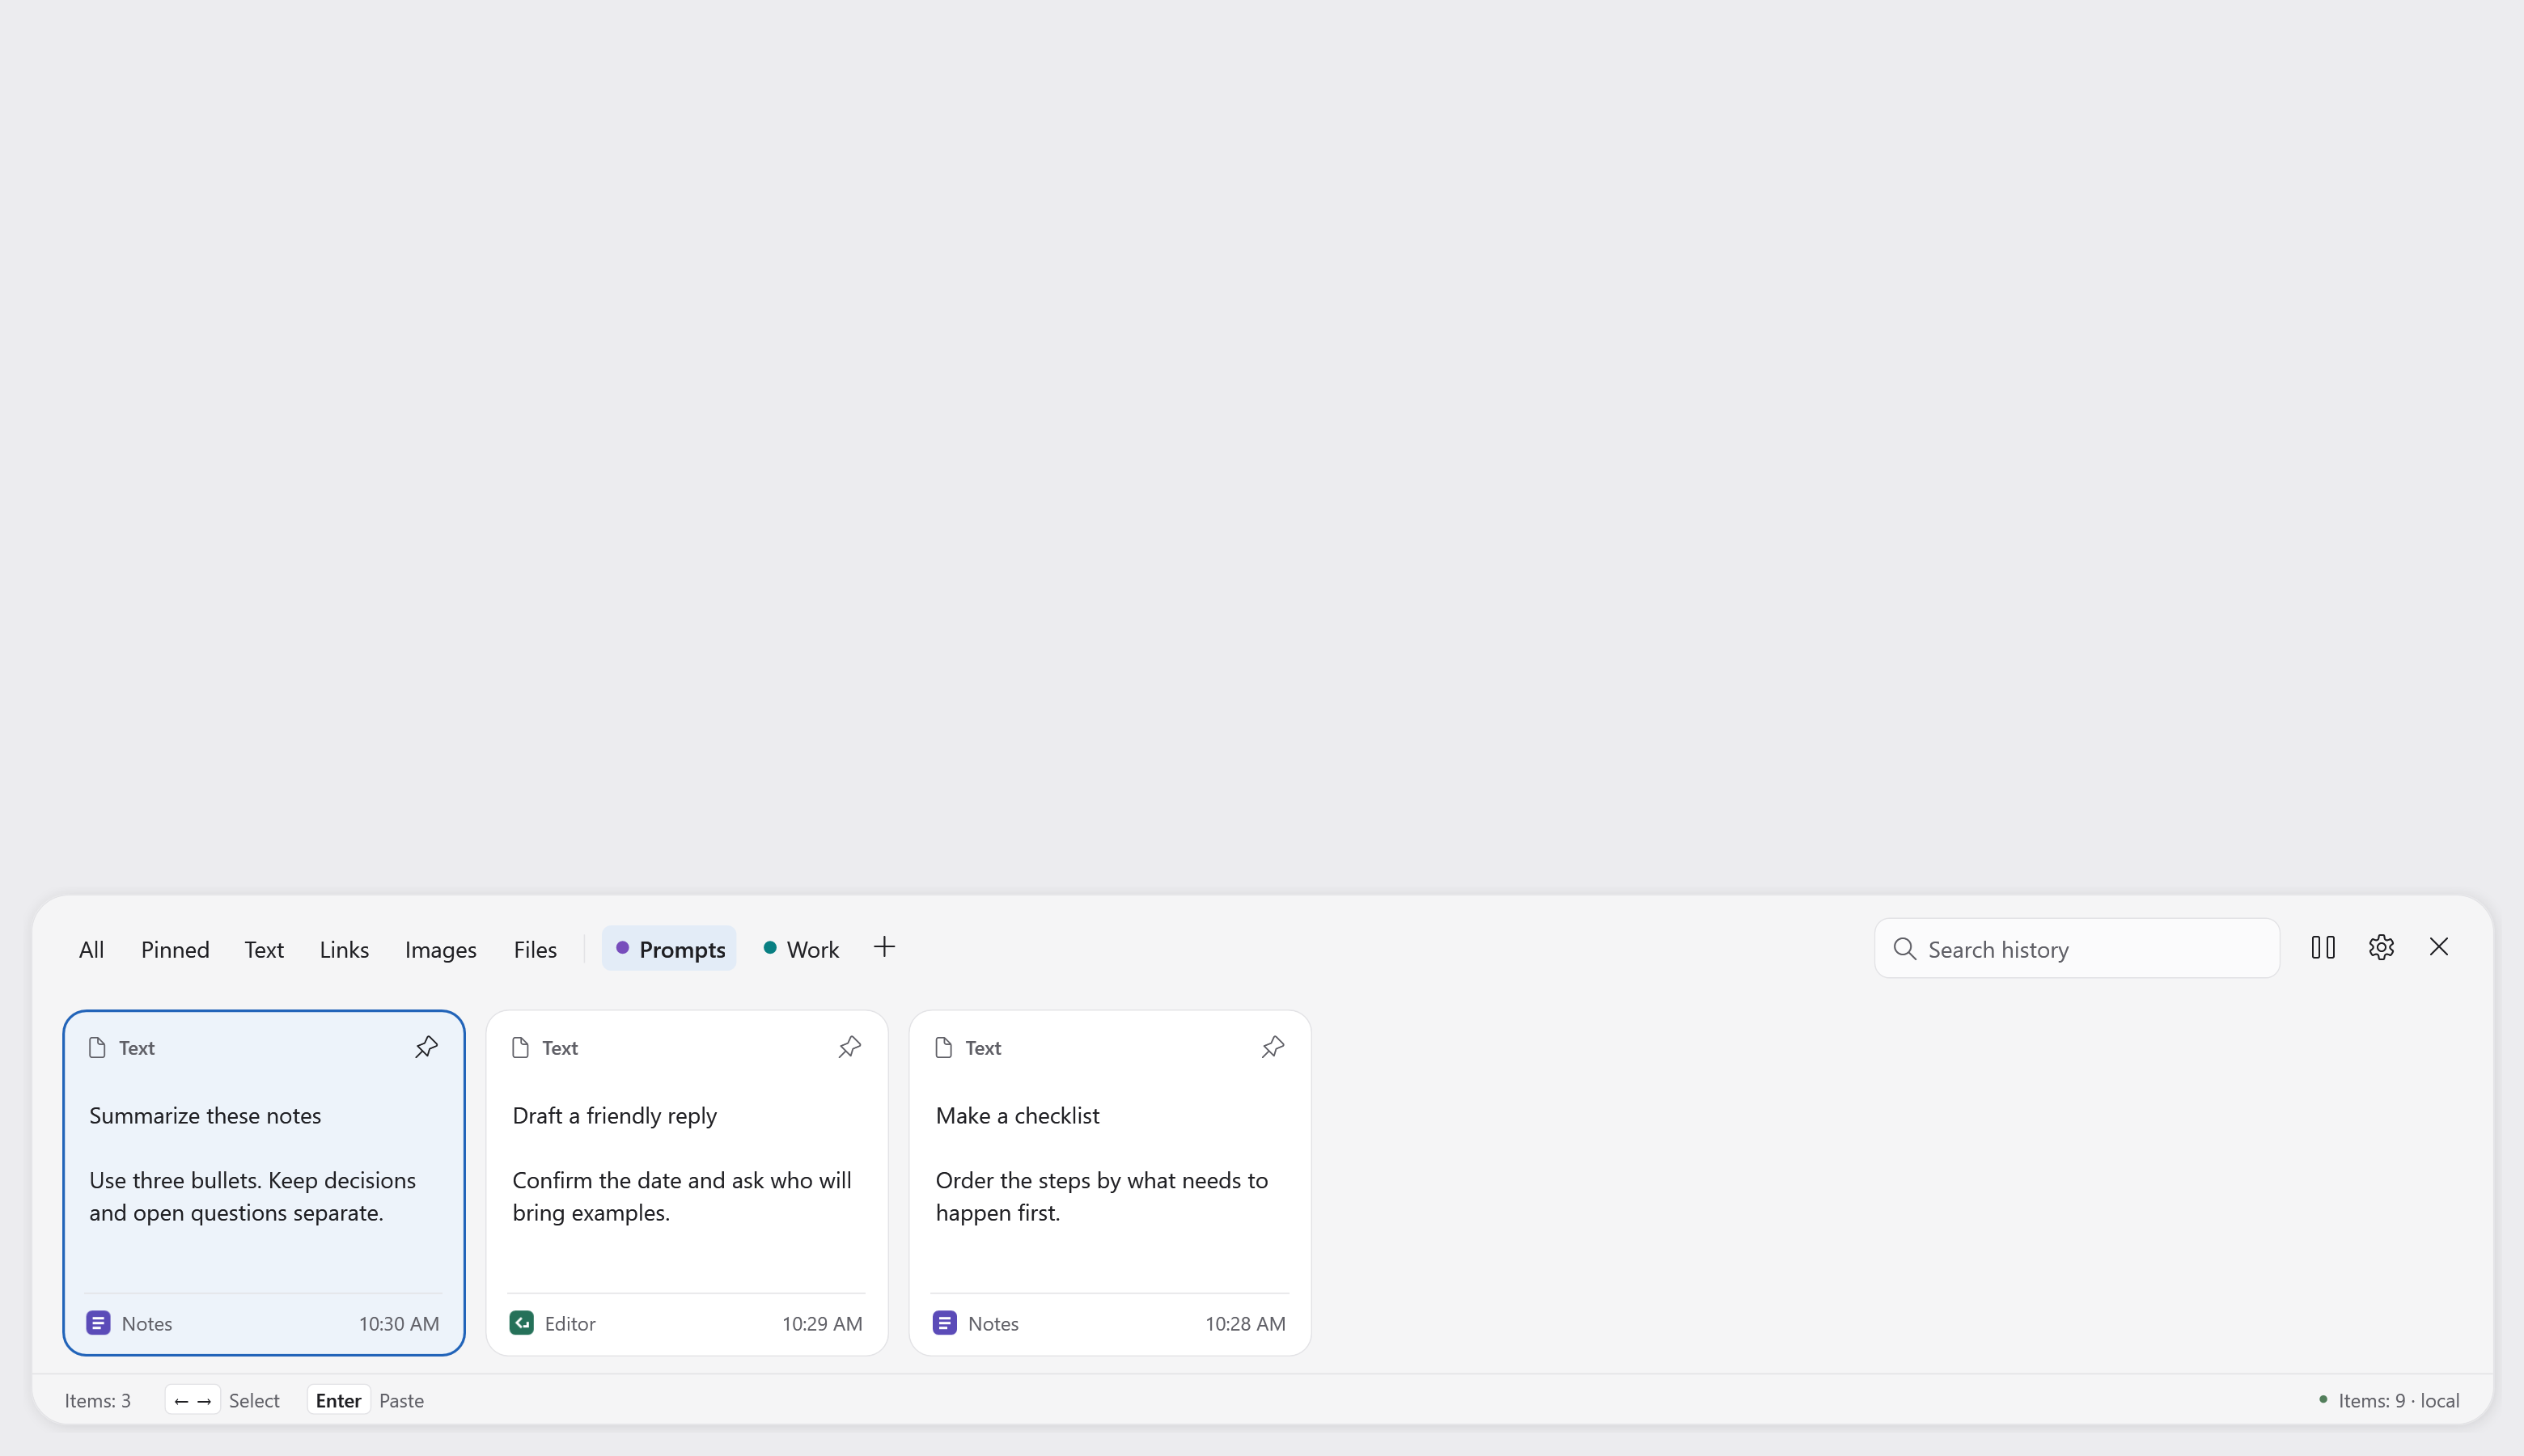 All Pinned Text Links Images Files Prompts Work Search history
Text
Summarize these notes
Use three bullets. Keep decisions
and open questions separate.
Notes 10:30 AM
Text
Draft a friendly reply
Confirm the date and ask who will
bring examples.
Editor 10:29 AM
Text
Make a checklist
Order the steps by what needs to
happen first.
Notes 10:28 AM
Items: 3 ← → Select Enter Paste Items: 9 · local